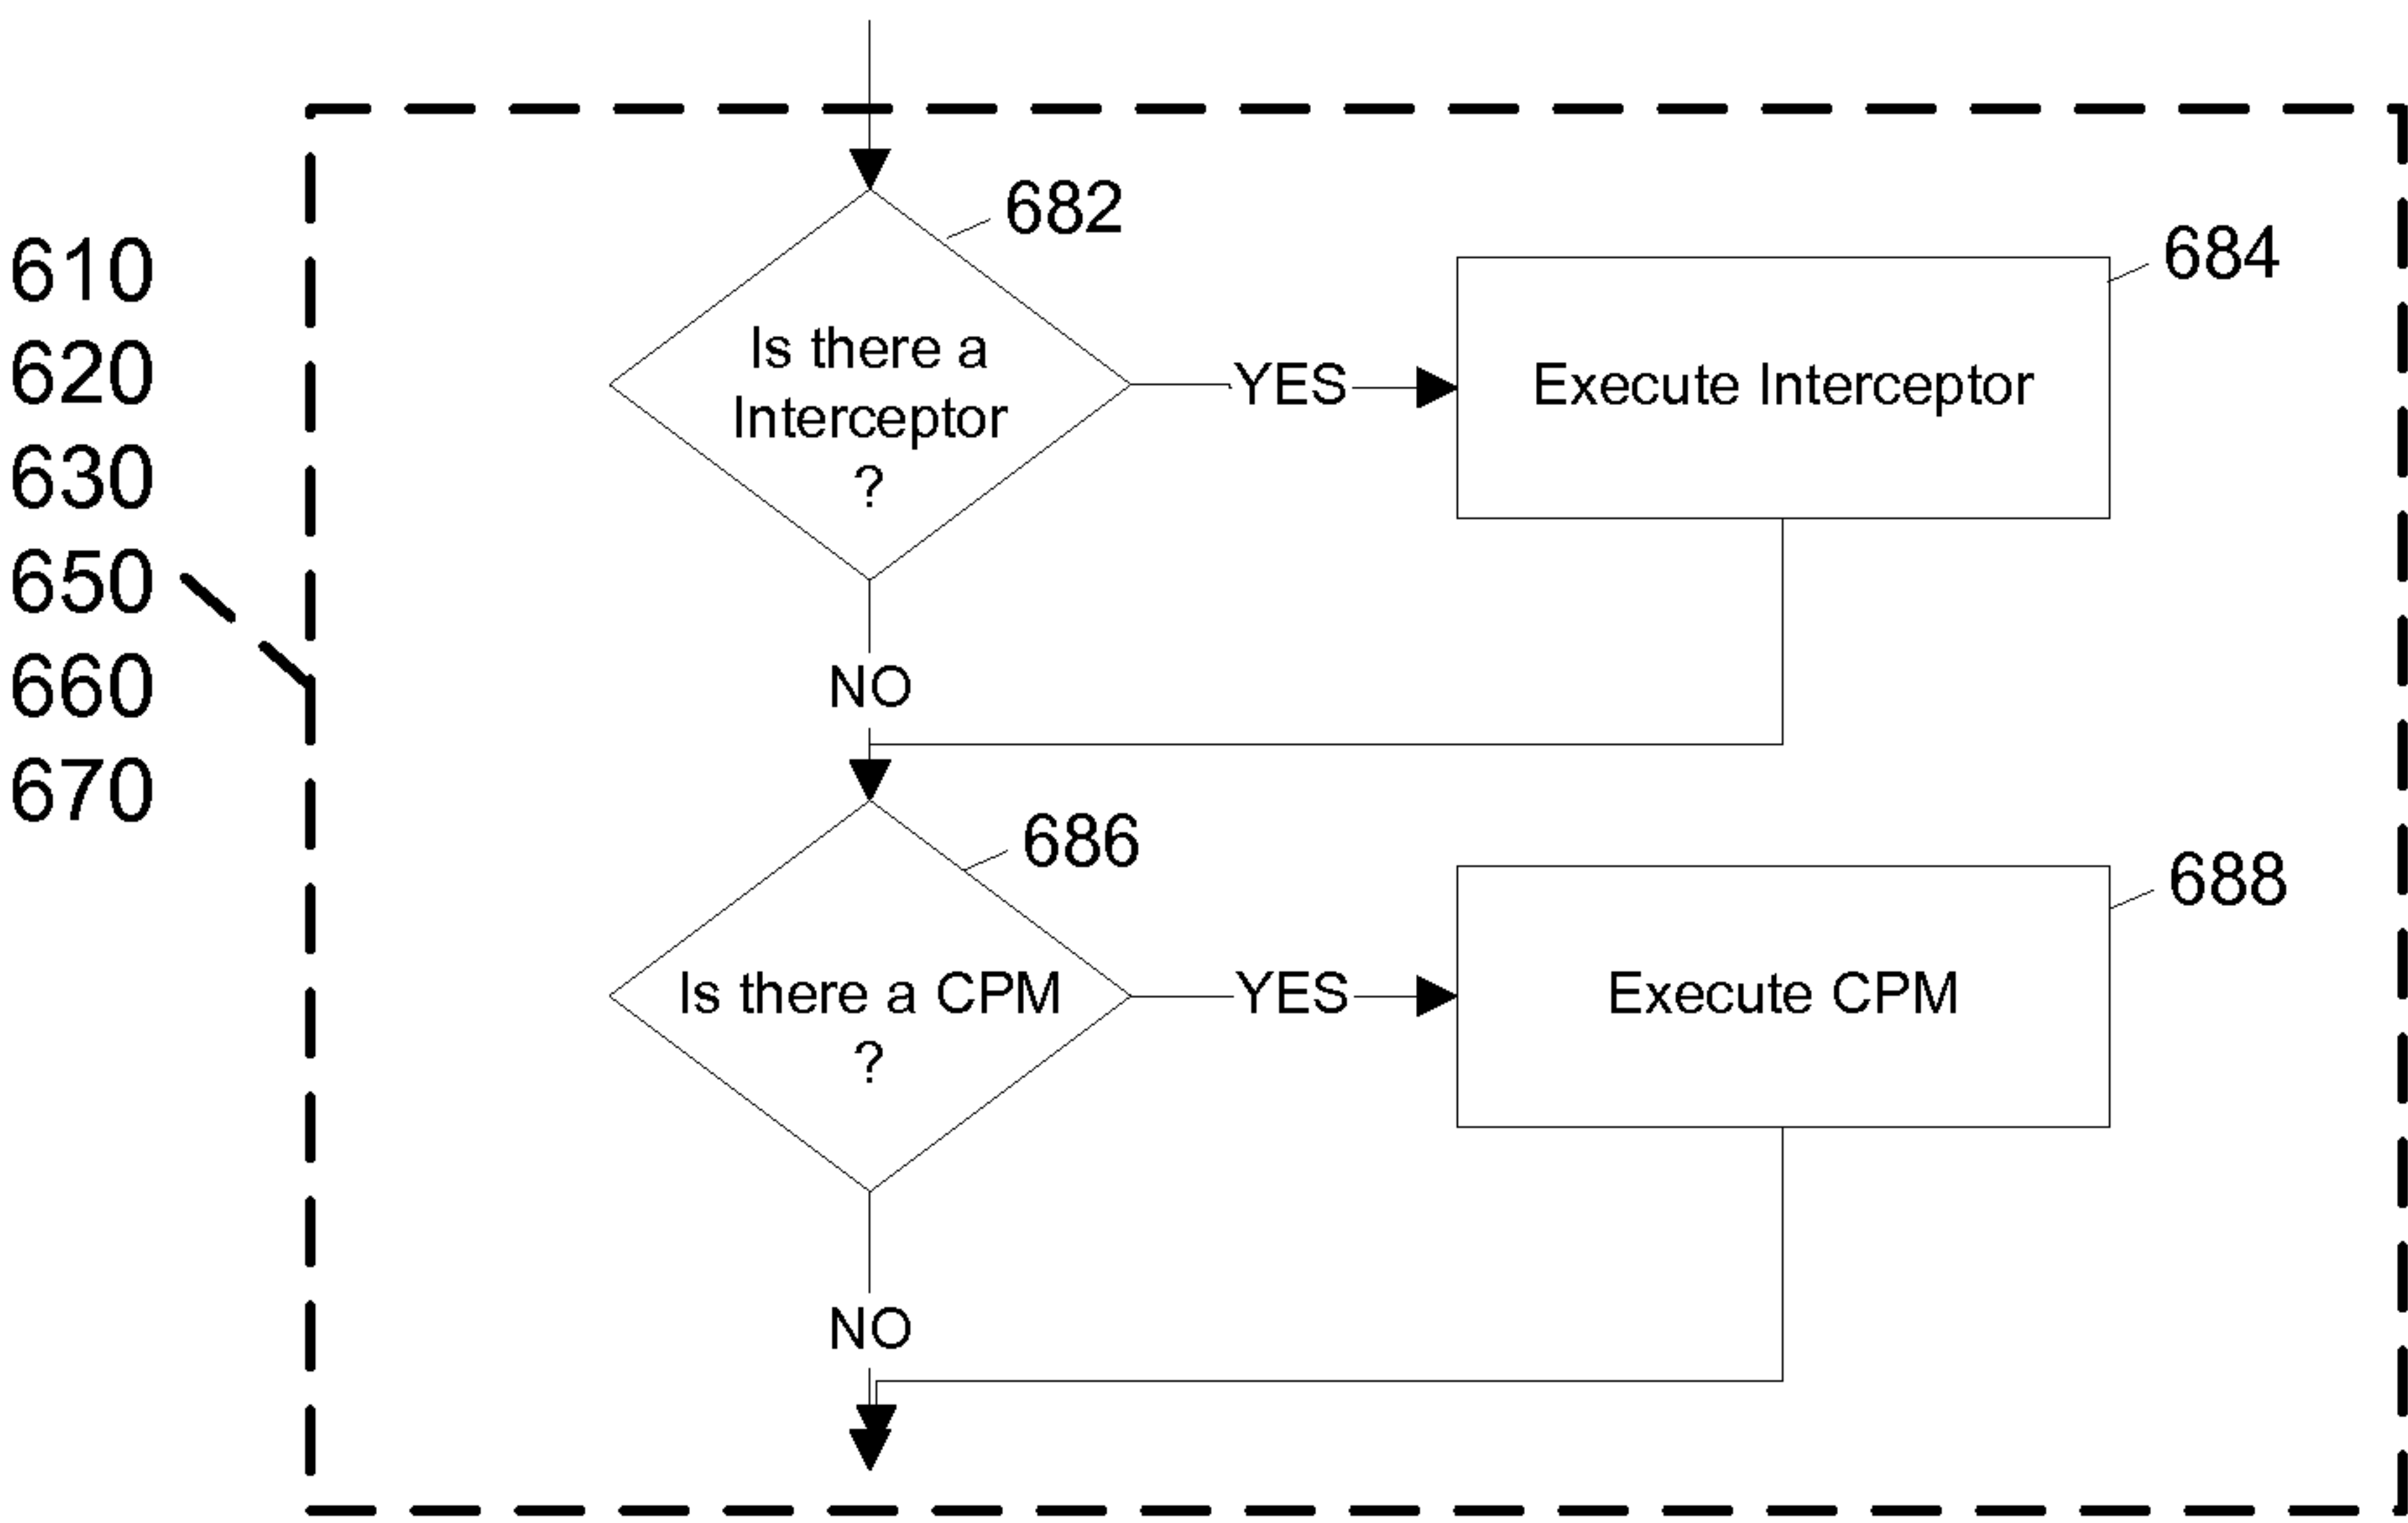 682
Is there a
Interceptor
?
YES
684
Execute Interceptor
610
620
630
650
660
670
NO
686
Is there a CPM
?
YES
688
Execute CPM
NO